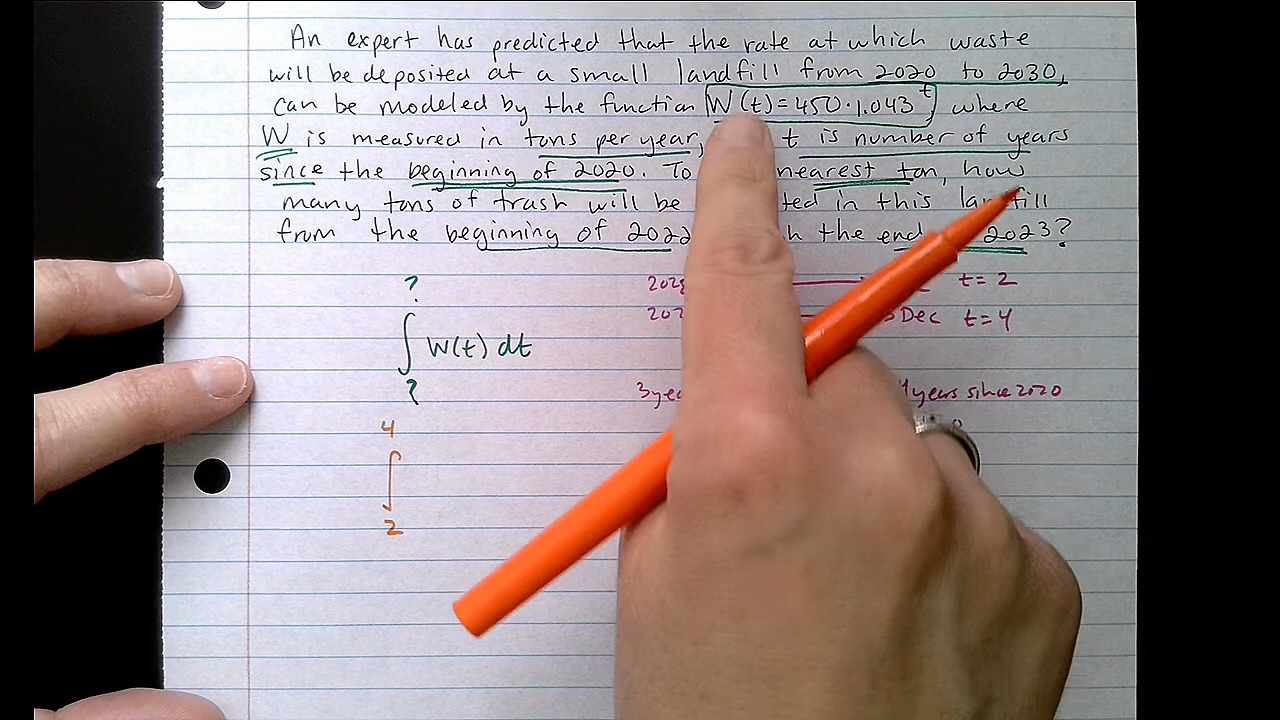 An expert has predicted that the rate at which waste
will be deposited at a small landfill from 2020 to 2030,
can be modeled by the function W(t)=450·1.043^t, where
W is measured in tons per year, t is number of years
since the beginning of 2020. To nearest ton, how
many tons of trash will be in this landfill
from the beginning of 2022 the end 2023?
?
∫ W(t) dt
?
t=2
Dec t=4
4years since 2020
4
∫
2